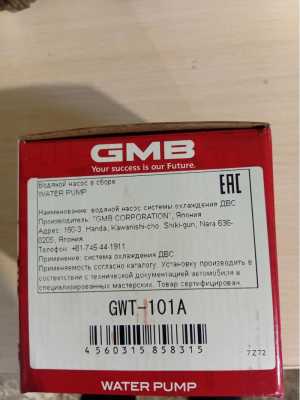 GMB
Your success is our Future.
Водяной насос в сборе
WATER PUMP
EAC
Наименование: водяной насос системы охлаждения ДВС
Производитель: "GMB CORPORATION", Япония
Адрес: 150-3, Handa, Kawanishi-cho, Shiki-gun, Nara 636-
0205, Япония.
Телефон: +81-745-44-1911
Применение: система охлаждения ДВС
Применяемость согласно каталогу. Установку производить в
соответствии с технической документацией автомобиля в
специализированных мастерских. Товар сертифицирован.
GWT-101A
4 560315 858315
7Z72
WATER PUMP